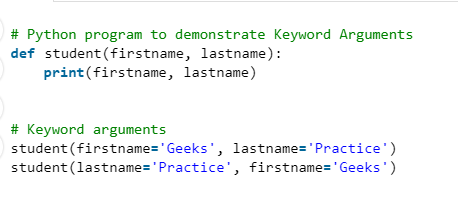 # Python program to demonstrate Keyword Arguments
def student(firstname, lastname):
    print(firstname, lastname)
# Keyword arguments
student(firstname='Geeks', lastname='Practice')
student(lastname='Practice', firstname='Geeks')